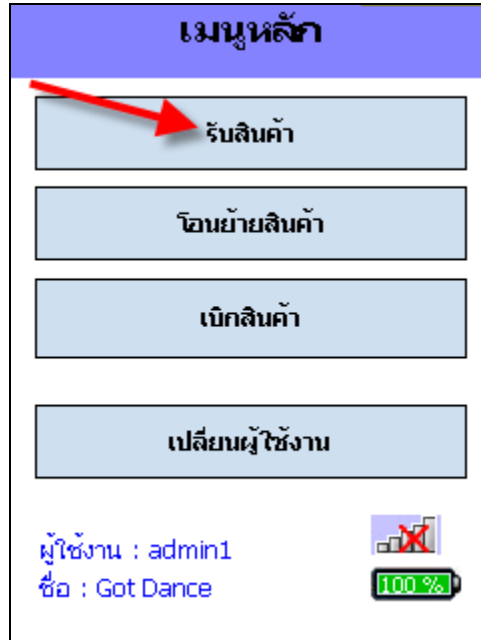 เมนูหลัก
รับสินค้า
โอนย้ายสินค้า
เบิกสินค้า
เปลี่ยนผู้ใช้งาน
ผู้ใช้งาน : admin1
ชื่อ : Got Dance
100 %